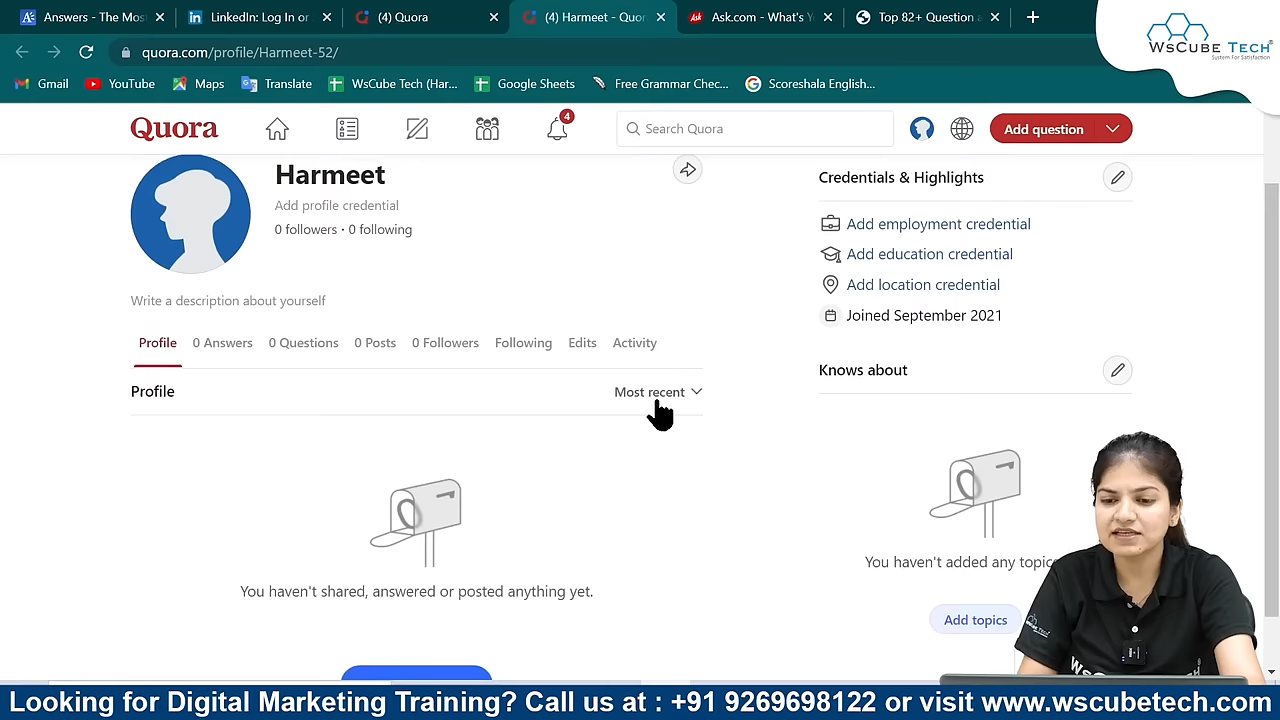 Answers - The Mos
LinkedIn: Log In or
(4) Quora
(4) Harmeet - Quor
Ask.com - What's Y
Top 82+ Question a
WsCube Tech
System For Satisfaction
quora.com/profile/Harmeet-52/
Gmail
YouTube
Maps
Translate
WsCube Tech (Har...
Google Sheets
Free Grammar Chec...
Scoreshala English...
Quora
4
Search Quora
Add question
Harmeet
Add profile credential
0 followers · 0 following
Write a description about yourself
Credentials & Highlights
Add employment credential
Add education credential
Add location credential
Joined September 2021
Profile
0 Answers
0 Questions
0 Posts
0 Followers
Following
Edits
Activity
Knows about
Profile
Most recent
You haven't shared, answered or posted anything yet.
You haven't added any topic
Add topics
Looking for Digital Marketing Training? Call us at : +91 9269698122 or visit www.wscubetech.com